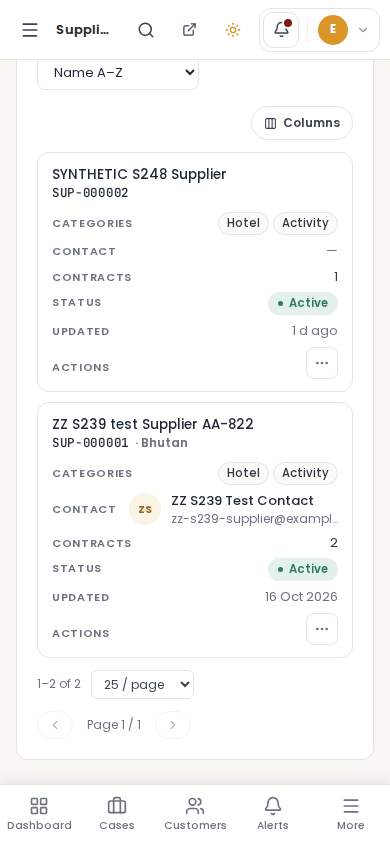 Suppli…
E
Name A–Z
Columns
SYNTHETIC S248 Supplier
SUP-000002
CATEGORIES Hotel Activity
CONTACT —
CONTRACTS 1
STATUS Active
UPDATED 1 d ago
ACTIONS
ZZ S239 test Supplier AA-822
SUP-000001 · Bhutan
CATEGORIES Hotel Activity
CONTACT ZS ZZ S239 Test Contact
zz-s239-supplier@exampl…
CONTRACTS 2
STATUS Active
UPDATED 16 Oct 2026
ACTIONS
1–2 of 2 25 / page
Page 1 / 1
Dashboard Cases Customers Alerts More